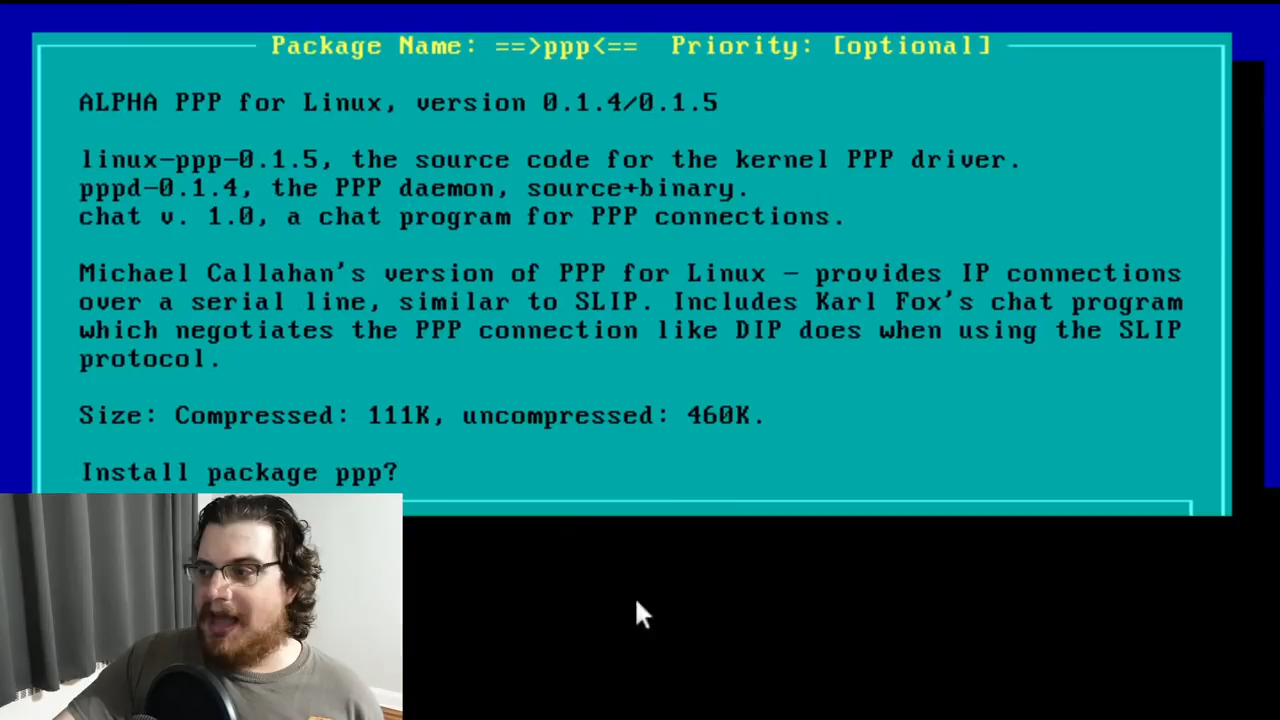 Package Name: ==>ppp<== Priority: [optional]
ALPHA PPP for Linux, version 0.1.4/0.1.5
linux-ppp-0.1.5, the source code for the kernel PPP driver.
pppd-0.1.4, the PPP daemon, source+binary.
chat v. 1.0, a chat program for PPP connections.
Michael Callahan's version of PPP for Linux - provides IP connections
over a serial line, similar to SLIP. Includes Karl Fox's chat program
which negotiates the PPP connection like DIP does when using the SLIP
protocol.
Size: Compressed: 111K, uncompressed: 460K.
Install package ppp?